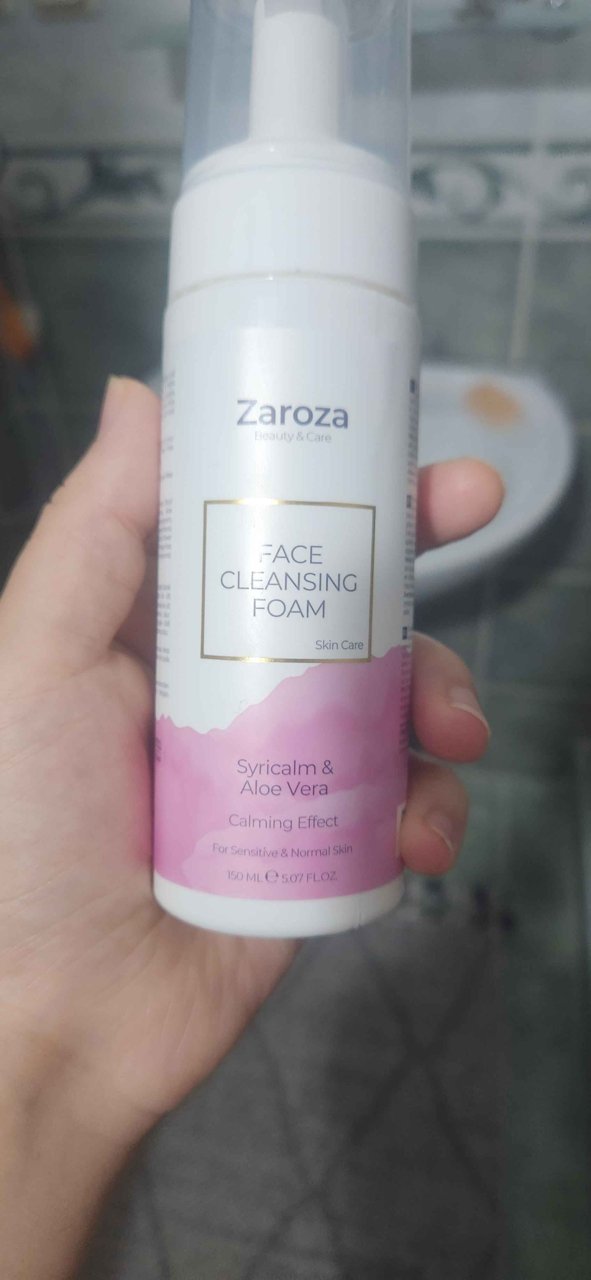 Zaroza
Beauty & Care
FACE
CLEANSING
FOAM
Skin Care
Syricalm &
Aloe Vera
Calming Effect
For Sensitive & Normal Skin
150 ML ℮ 5.07 FL.OZ.